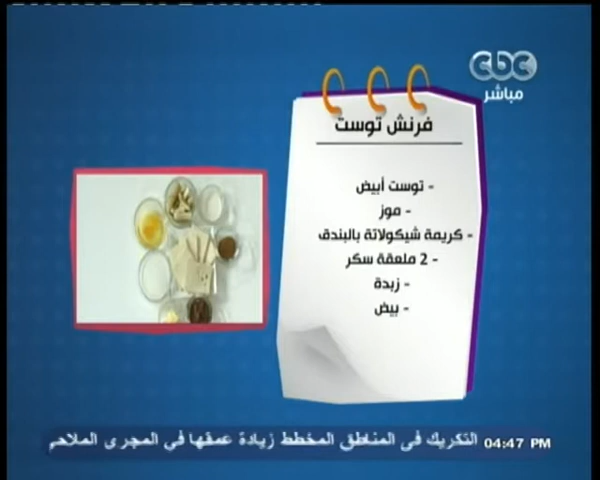 cbc
مباشر
فرنش توست
- توست أبيض
- موز
- كريمة شيكولاتة بالبندق
- 2 ملعقة سكر
- زبدة
- بيض
التكريك فى المناطق المخطط زيادة عمقها في المجرى الملاحي
04:47 PM